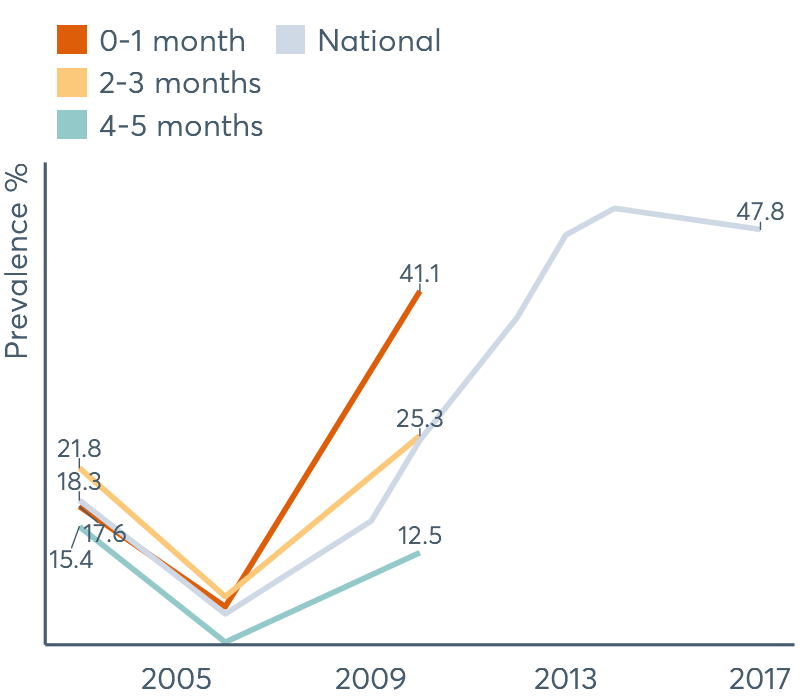 0-1 month
National
2-3 months
4-5 months
Prevalence %
47.8
41.1
25.3
21.8
18.3
17.6
12.5
15.4
2005
2009
2013
2017